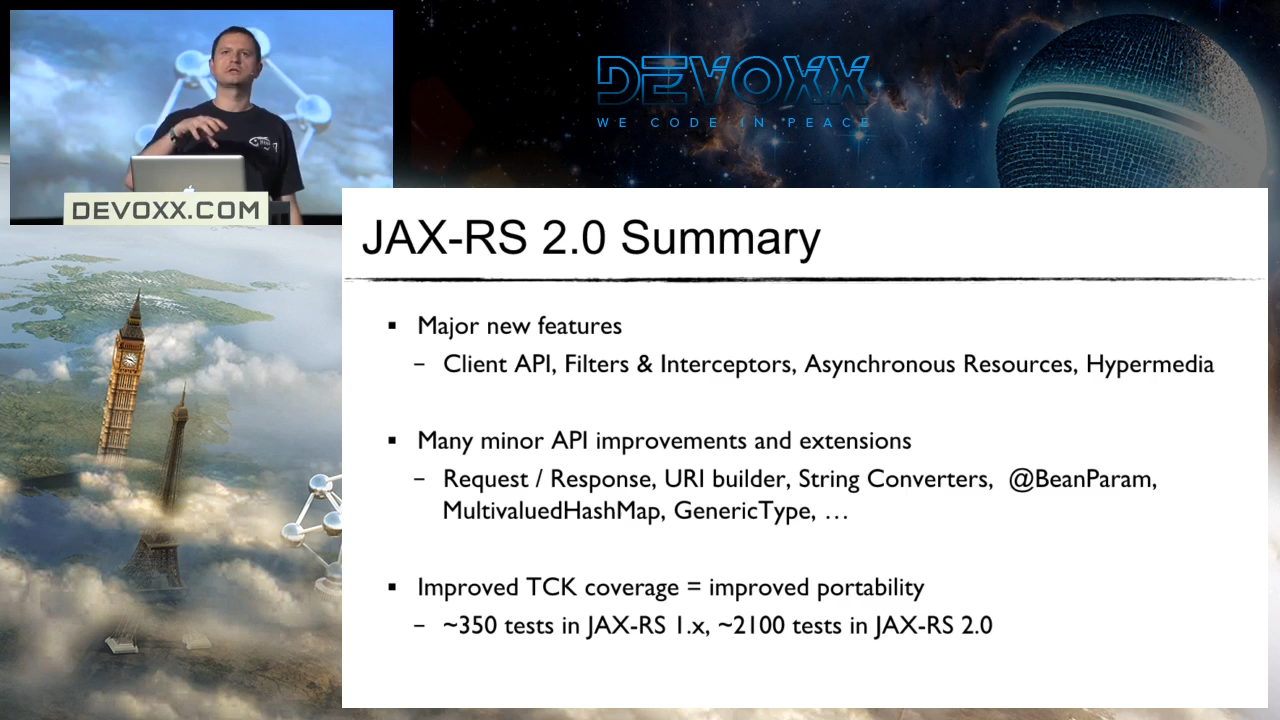 DEVOXX
WE CODE IN PEACE
DEVOXX.COM
JAX-RS 2.0 Summary
▪ Major new features
– Client API, Filters & Interceptors, Asynchronous Resources, Hypermedia
▪ Many minor API improvements and extensions
– Request / Response, URI builder, String Converters, @BeanParam,
MultivaluedHashMap, GenericType, …
▪ Improved TCK coverage = improved portability
– ~350 tests in JAX-RS 1.x, ~2100 tests in JAX-RS 2.0